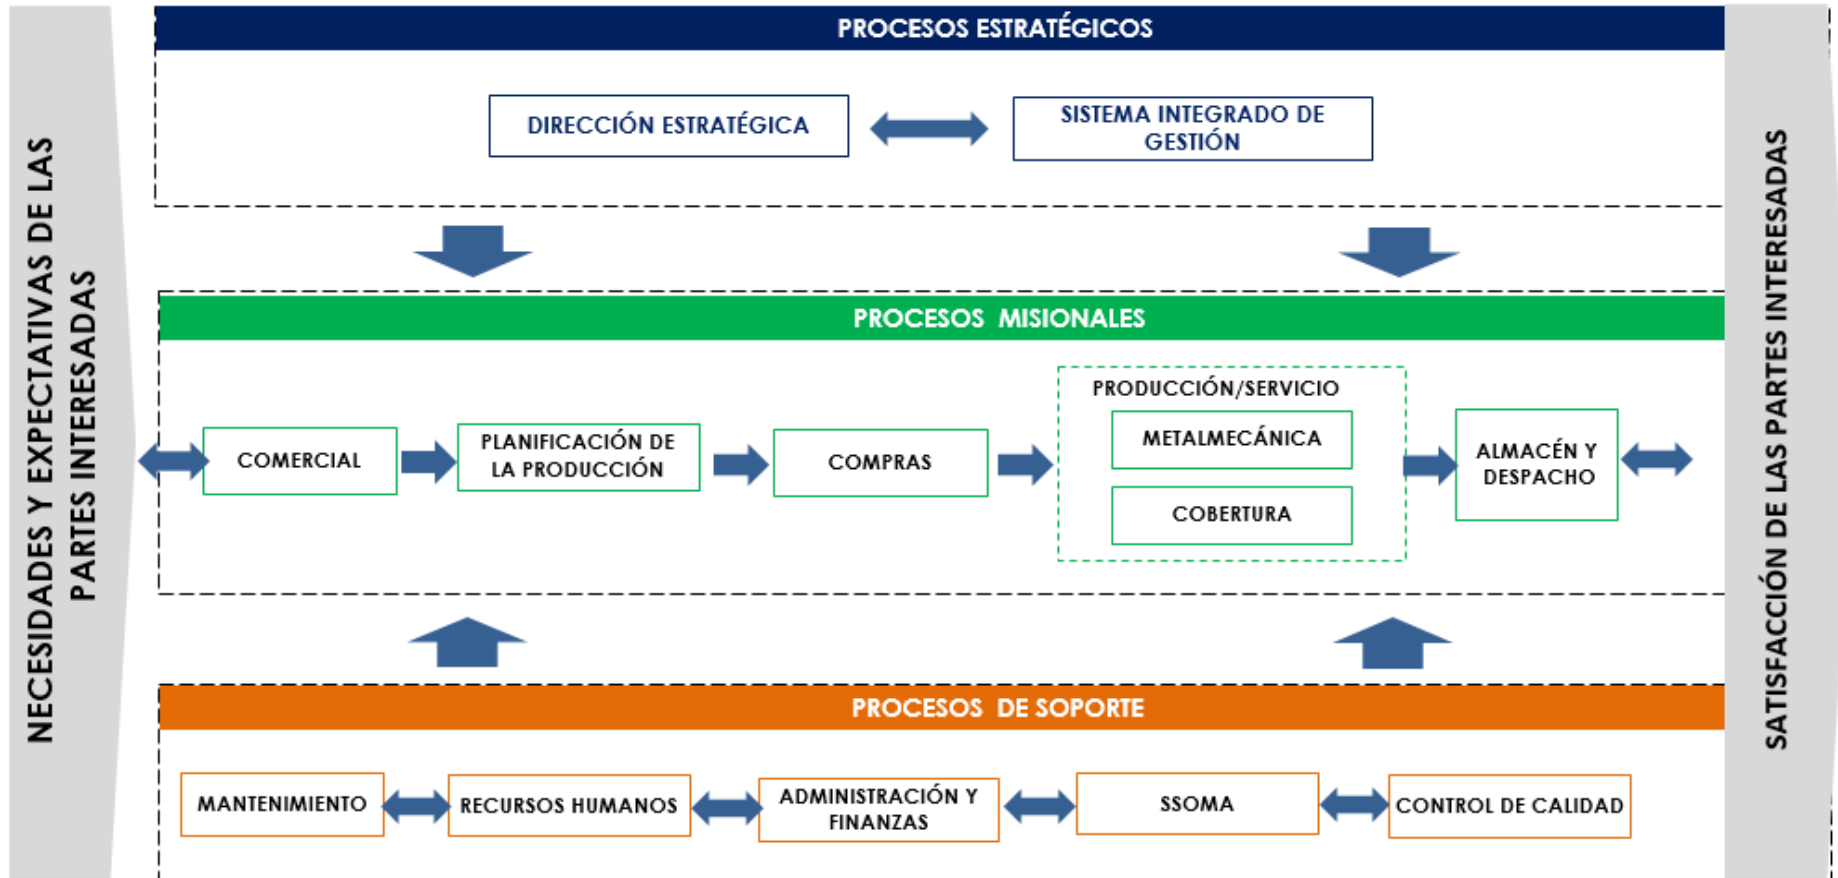 NECESIDADES Y EXPECTATIVAS DE LAS
PARTES INTERESADAS
PROCESOS ESTRATÉGICOS
DIRECCIÓN ESTRATÉGICA
SISTEMA INTEGRADO DE
GESTIÓN
PROCESOS MISIONALES
COMERCIAL
PLANIFICACIÓN DE
LA PRODUCCIÓN
COMPRAS
PRODUCCIÓN/SERVICIO
METALMECÁNICA
COBERTURA
ALMACÉN Y
DESPACHO
PROCESOS DE SOPORTE
MANTENIMIENTO
RECURSOS HUMANOS
ADMINISTRACIÓN Y
FINANZAS
SSOMA
CONTROL DE CALIDAD
SATISFACCIÓN DE LAS PARTES INTERESADAS